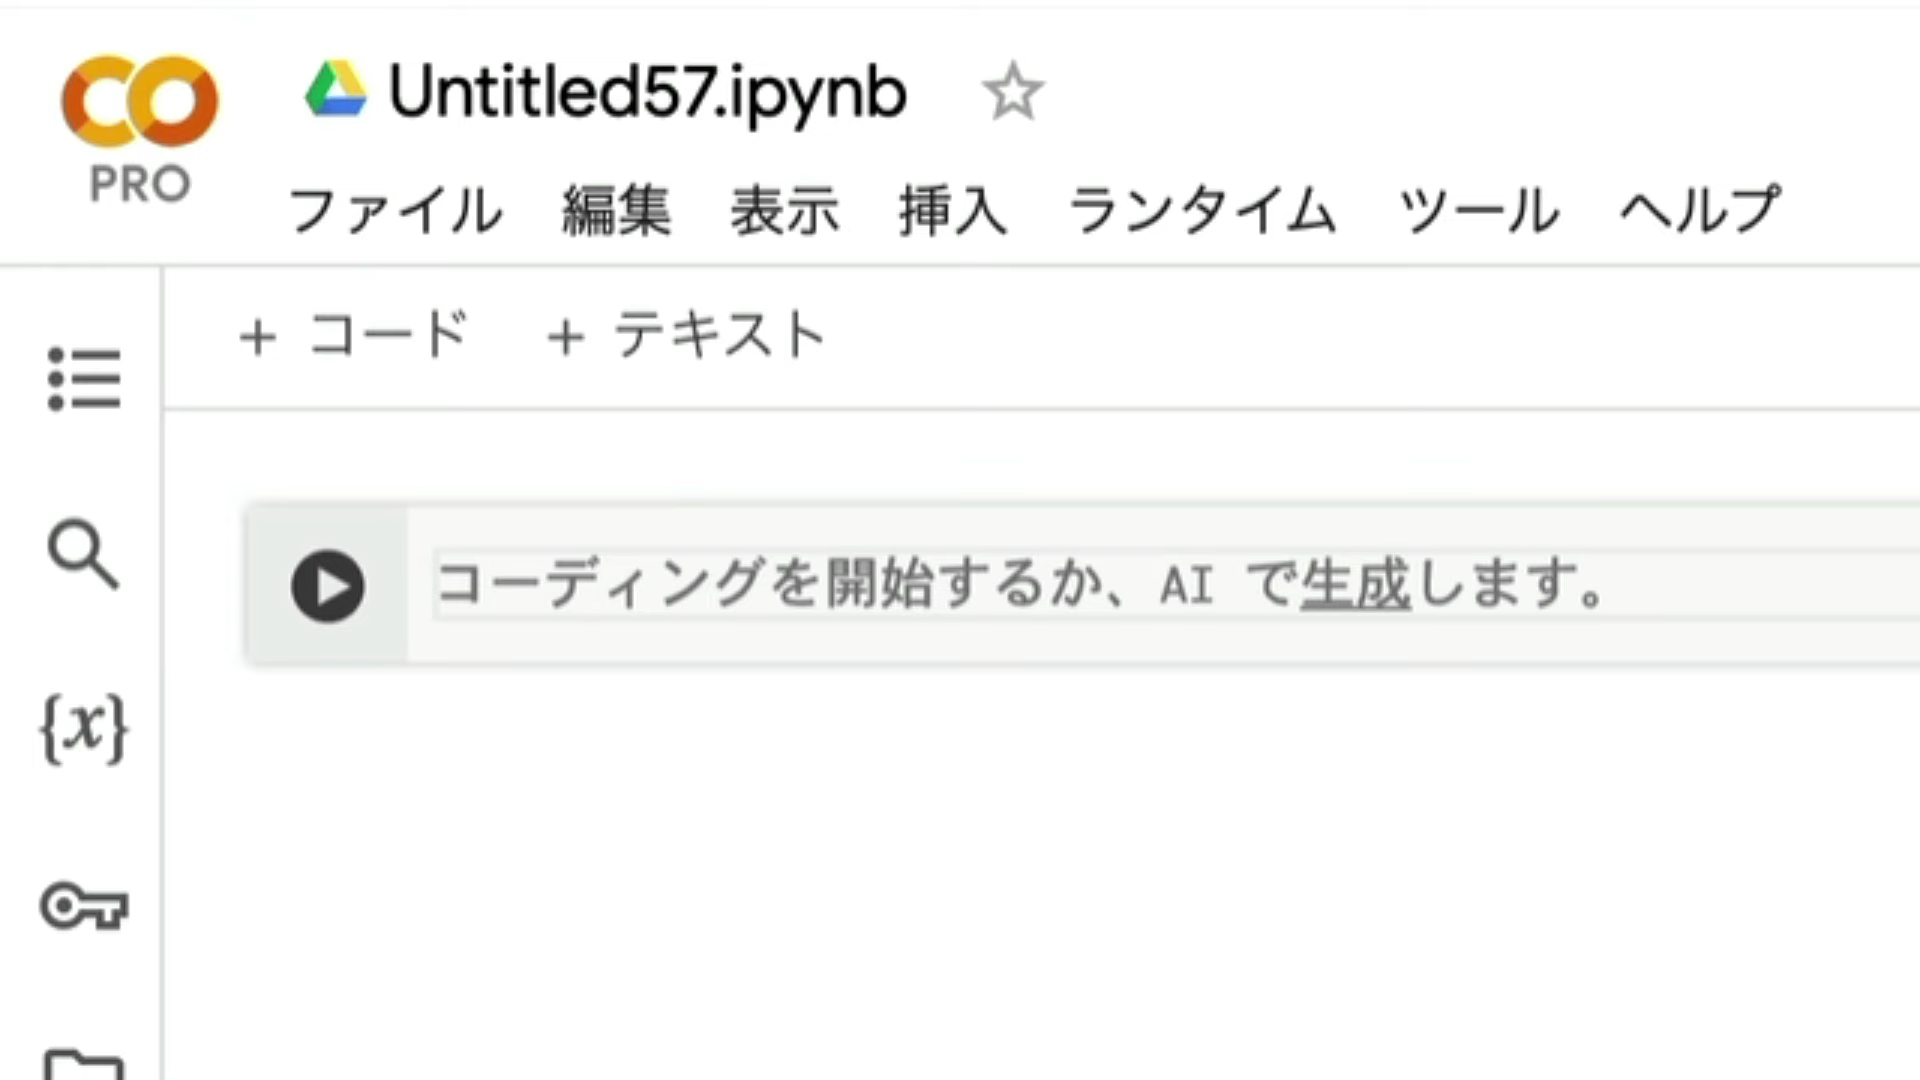 CO
PRO
Untitled57.ipynb
ファイル 編集 表示 挿入 ランタイム ツール ヘルプ
+ コード + テキスト
コーディングを開始するか、AI で生成します。
{x}